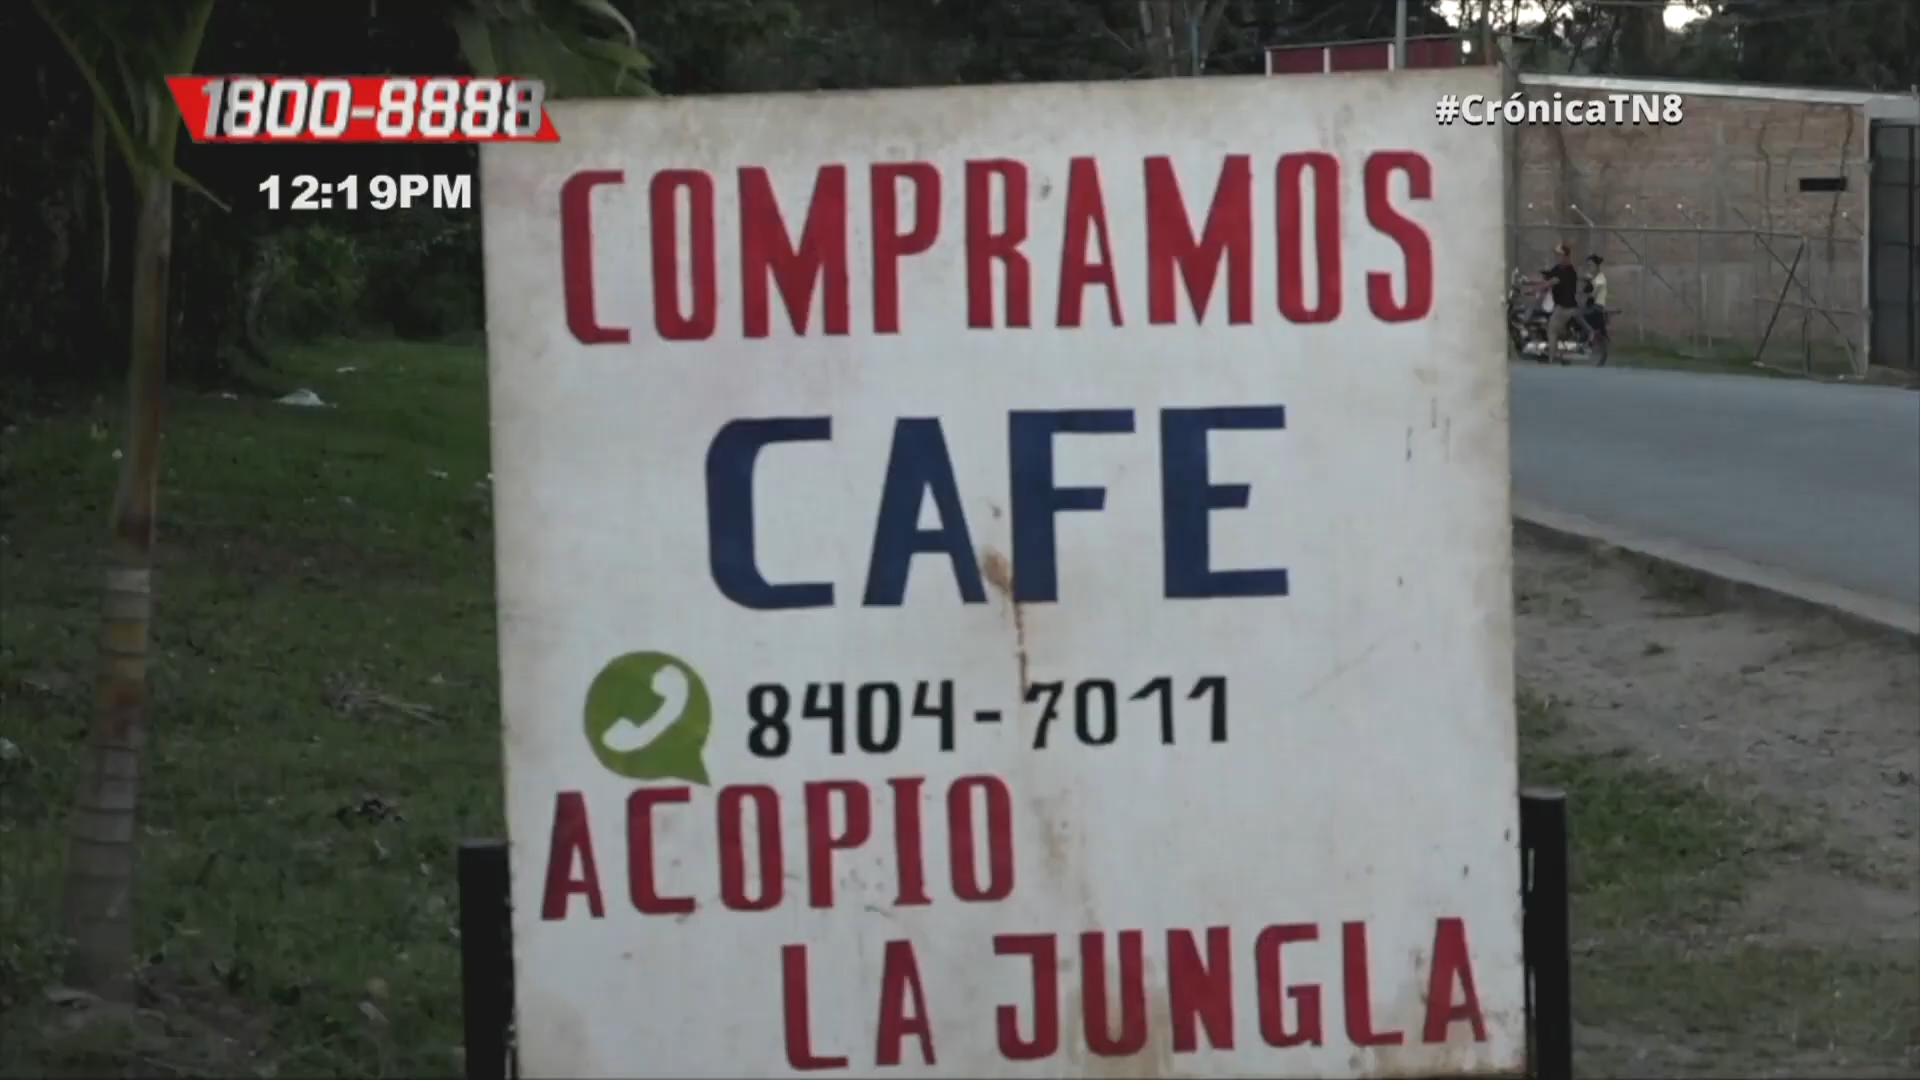 1800-8888
#CrónicaTN8
12:19PM
COMPRAMOS
CAFE
8404-7011
ACOPIO
LA JUNGLA